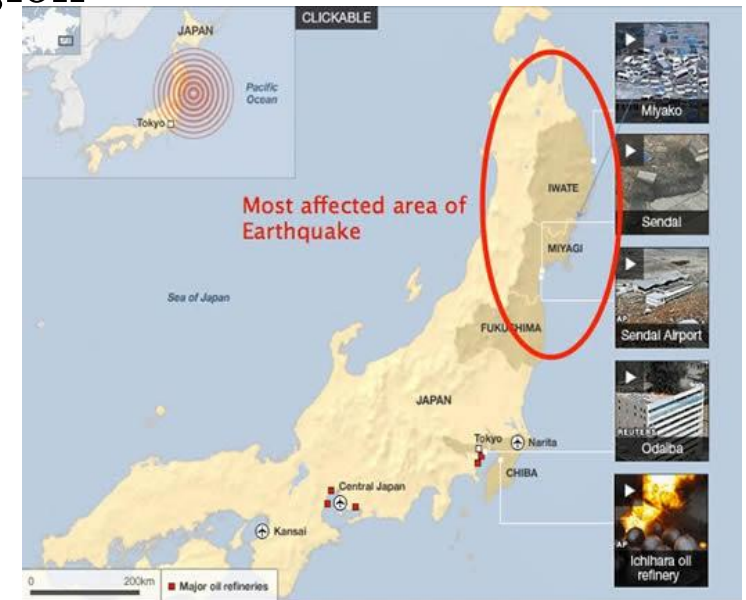 CLICKABLE
JAPAN
Pacific
Ocean
Tokyo
Miyako
IWATE
Most affected area of
Earthquake
Sendai
MIYAGI
Sea of Japan
AP
Sendai Airport
FUKUSHIMA
JAPAN
REUTERS
Odaiba
Tokyo
Narita
CHIBA
Central Japan
Kansai
AP
Ichihara oil
refinery
0
200km
Major oil refineries